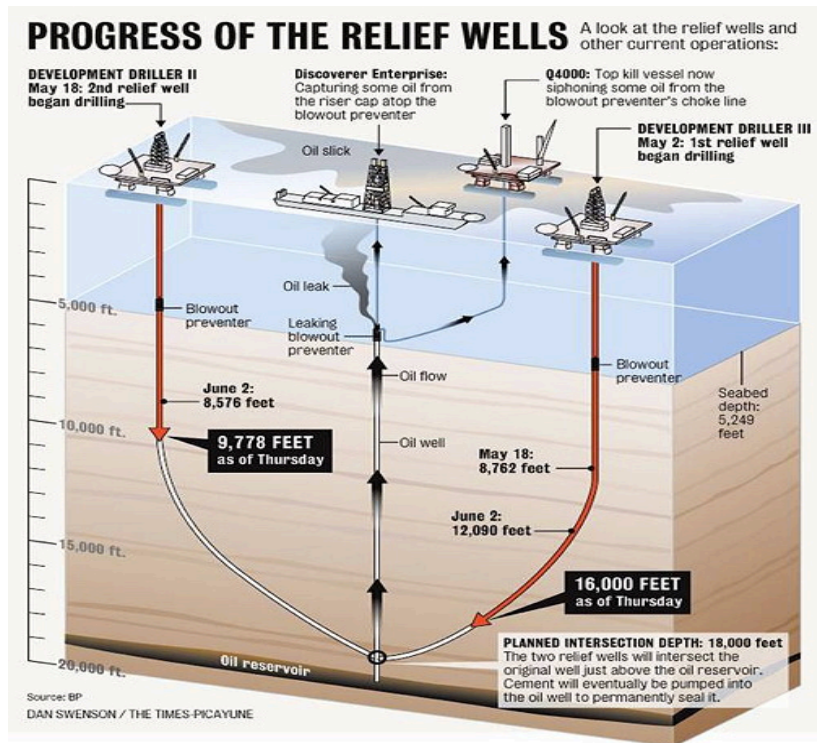 PROGRESS OF THE RELIEF WELLS
A look at the relief wells and
other current operations:
DEVELOPMENT DRILLER II
May 18: 2nd relief well
began drilling
Discoverer Enterprise:
Capturing some oil from
the riser cap atop the
blowout preventer
Q4000: Top kill vessel now
siphoning some oil from the
blowout preventer's choke line
DEVELOPMENT DRILLER III
May 2: 1st relief well
began drilling
Oil slick
Oil leak
5,000 ft.
Blowout
preventer
Leaking
blowout
preventer
Blowout
preventer
Seabed
depth:
5,249
feet
Oil flow
June 2:
8,576 feet
10,000 ft.
9,778 FEET
as of Thursday
Oil well
May 18:
8,762 feet
June 2:
12,090 feet
15,000 ft.
16,000 FEET
as of Thursday
PLANNED INTERSECTION DEPTH: 18,000 feet
The two relief wells will intersect the
original well just above the oil reservoir.
Cement will eventually be pumped into
the oil well to permanently seal it.
20,000 ft.
Oil reservoir
Source: BP
DAN SWENSON / THE TIMES-PICAYUNE